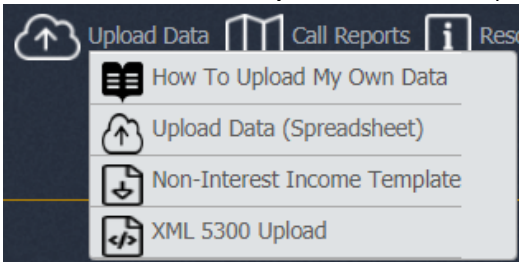 Upload Data Call Reports Reso
How To Upload My Own Data
Upload Data (Spreadsheet)
Non-Interest Income Template
XML 5300 Upload